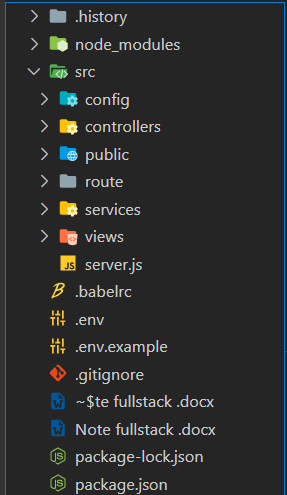 .history
node_modules
src
config
controllers
public
route
services
views
JS server.js
.babelrc
.env
.env.example
.gitignore
~$te fullstack .docx
Note fullstack .docx
package-lock.json
package.json